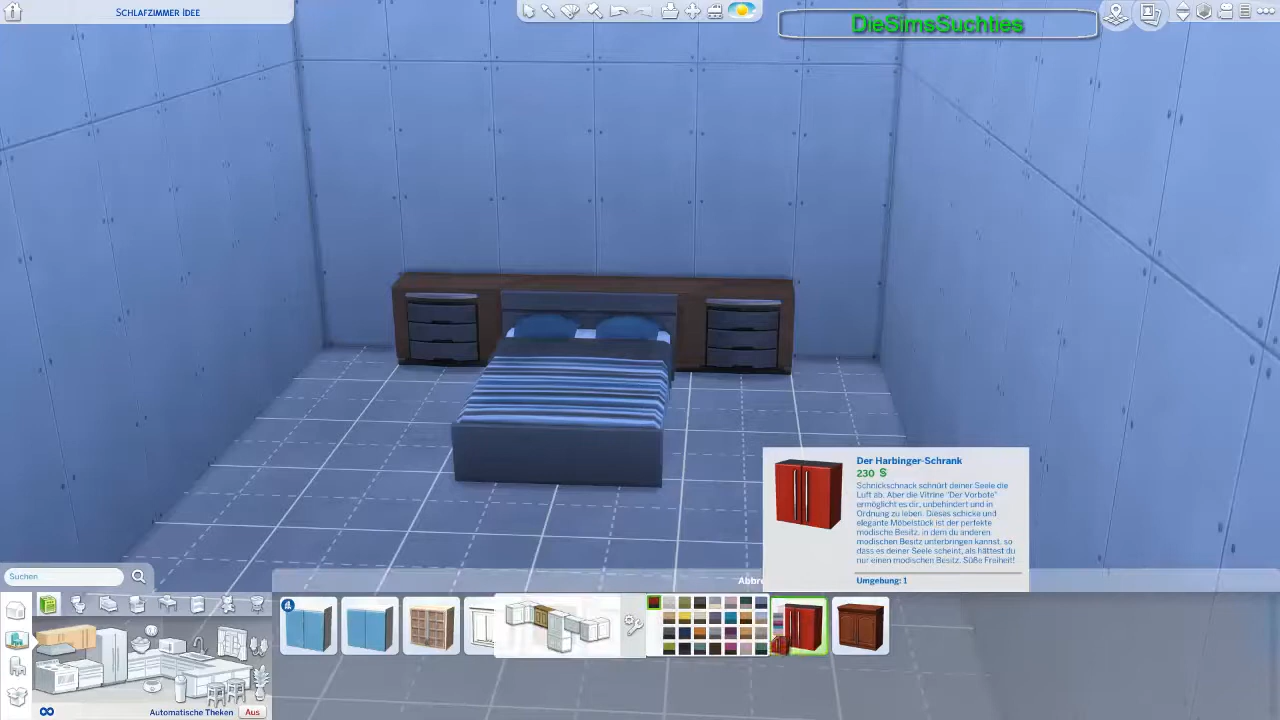 Schlafzimmer Idee
DieSimsSuchties
Der Harbinger-Schrank
230 §
Schnickschnack schnürt deiner Seele die
Luft ab. Aber die Vitrine "Der Vorbote"
ermöglicht es dir, unbehindert und in
Ordnung zu leben. Dieses schicke und
elegante Möbelstück ist der perfekte
modische Besitz, in dem du anderen
modischen Besitz unterbringen kannst, so
dass es deiner Seele scheint, als hättest du
nur einen modischen Besitz. Süße Freiheit!
Umgebung: 1
Suchen
Abbre
Automatische Theken
Aus